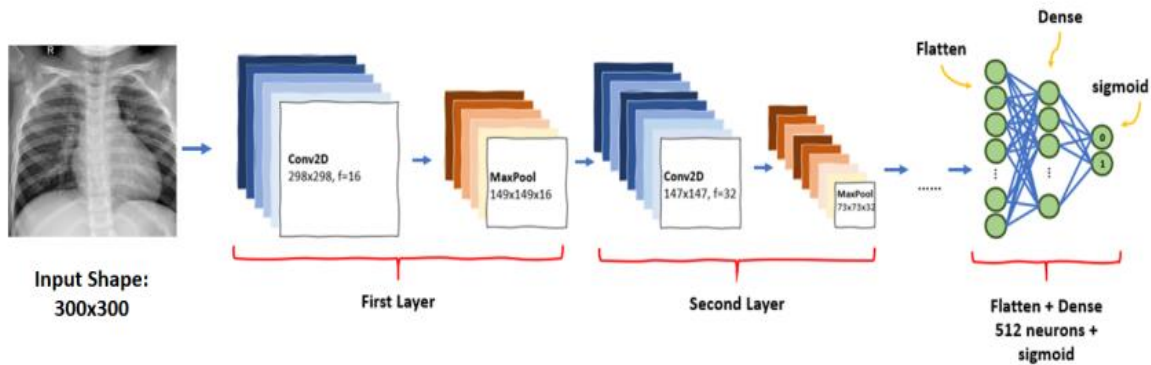 R
Input Shape:
300x300
Conv2D
298x298, f=16
MaxPool
149x149x16
First Layer
Conv2D
147x147, f=32
MaxPool
73x73x32
Second Layer
......
Flatten
Dense
sigmoid
0
1
Flatten + Dense
512 neurons +
sigmoid